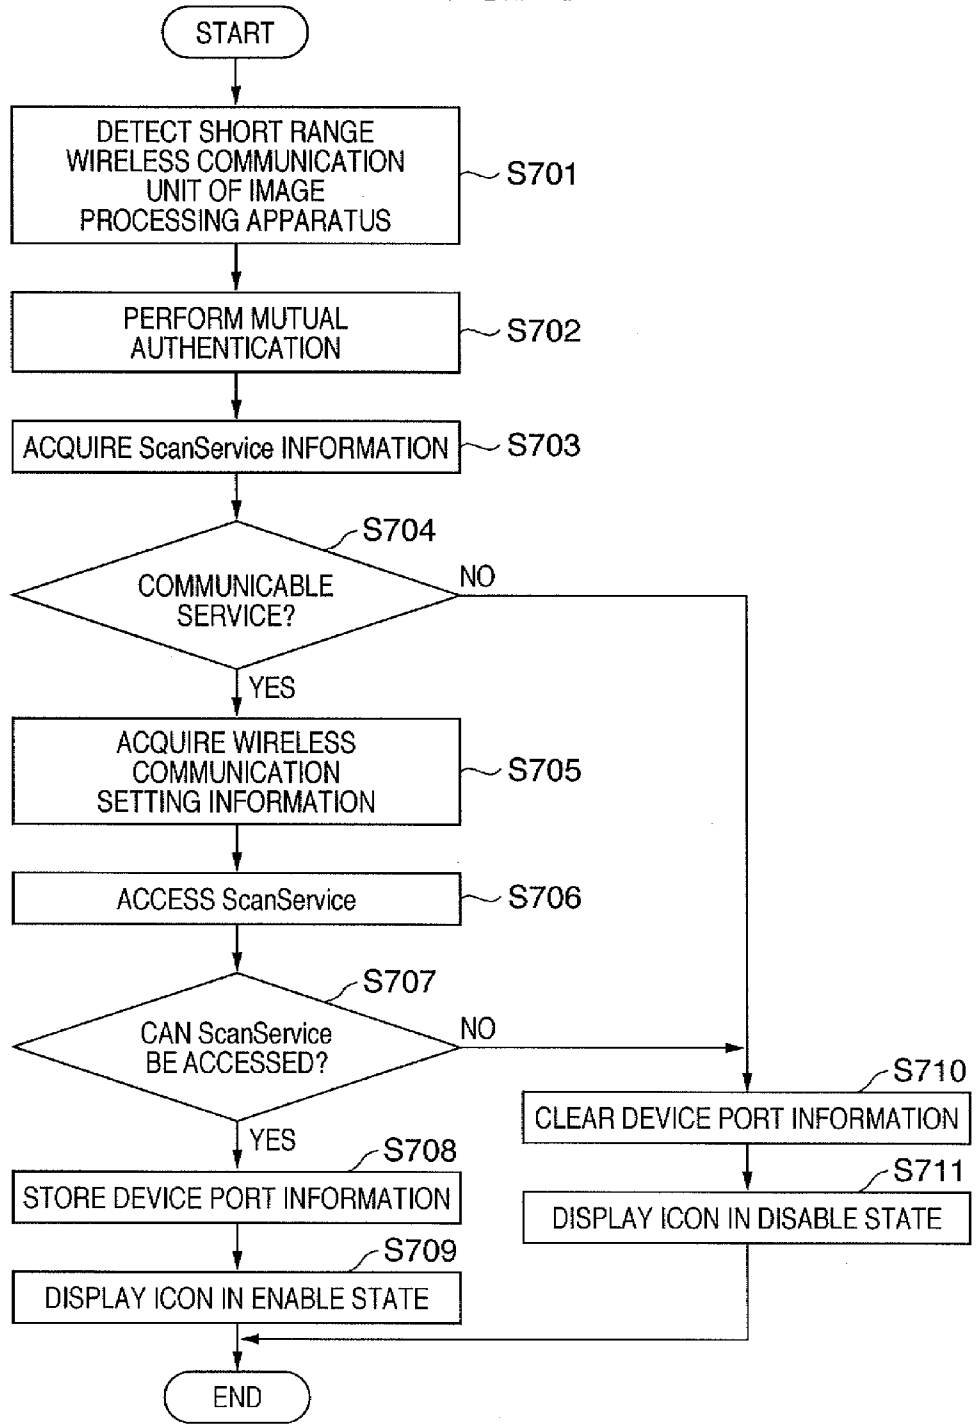 START
DETECT SHORT RANGE
WIRELESS COMMUNICATION
UNIT OF IMAGE
PROCESSING APPARATUS
S701
PERFORM MUTUAL
AUTHENTICATION
S702
ACQUIRE ScanService INFORMATION
S703
S704
COMMUNICABLE
SERVICE?
NO
YES
ACQUIRE WIRELESS
COMMUNICATION
SETTING INFORMATION
S705
ACCESS ScanService
S706
S707
CAN ScanService
BE ACCESSED?
NO
YES
S708
STORE DEVICE PORT INFORMATION
S709
DISPLAY ICON IN ENABLE STATE
S710
CLEAR DEVICE PORT INFORMATION
S711
DISPLAY ICON IN DISABLE STATE
END